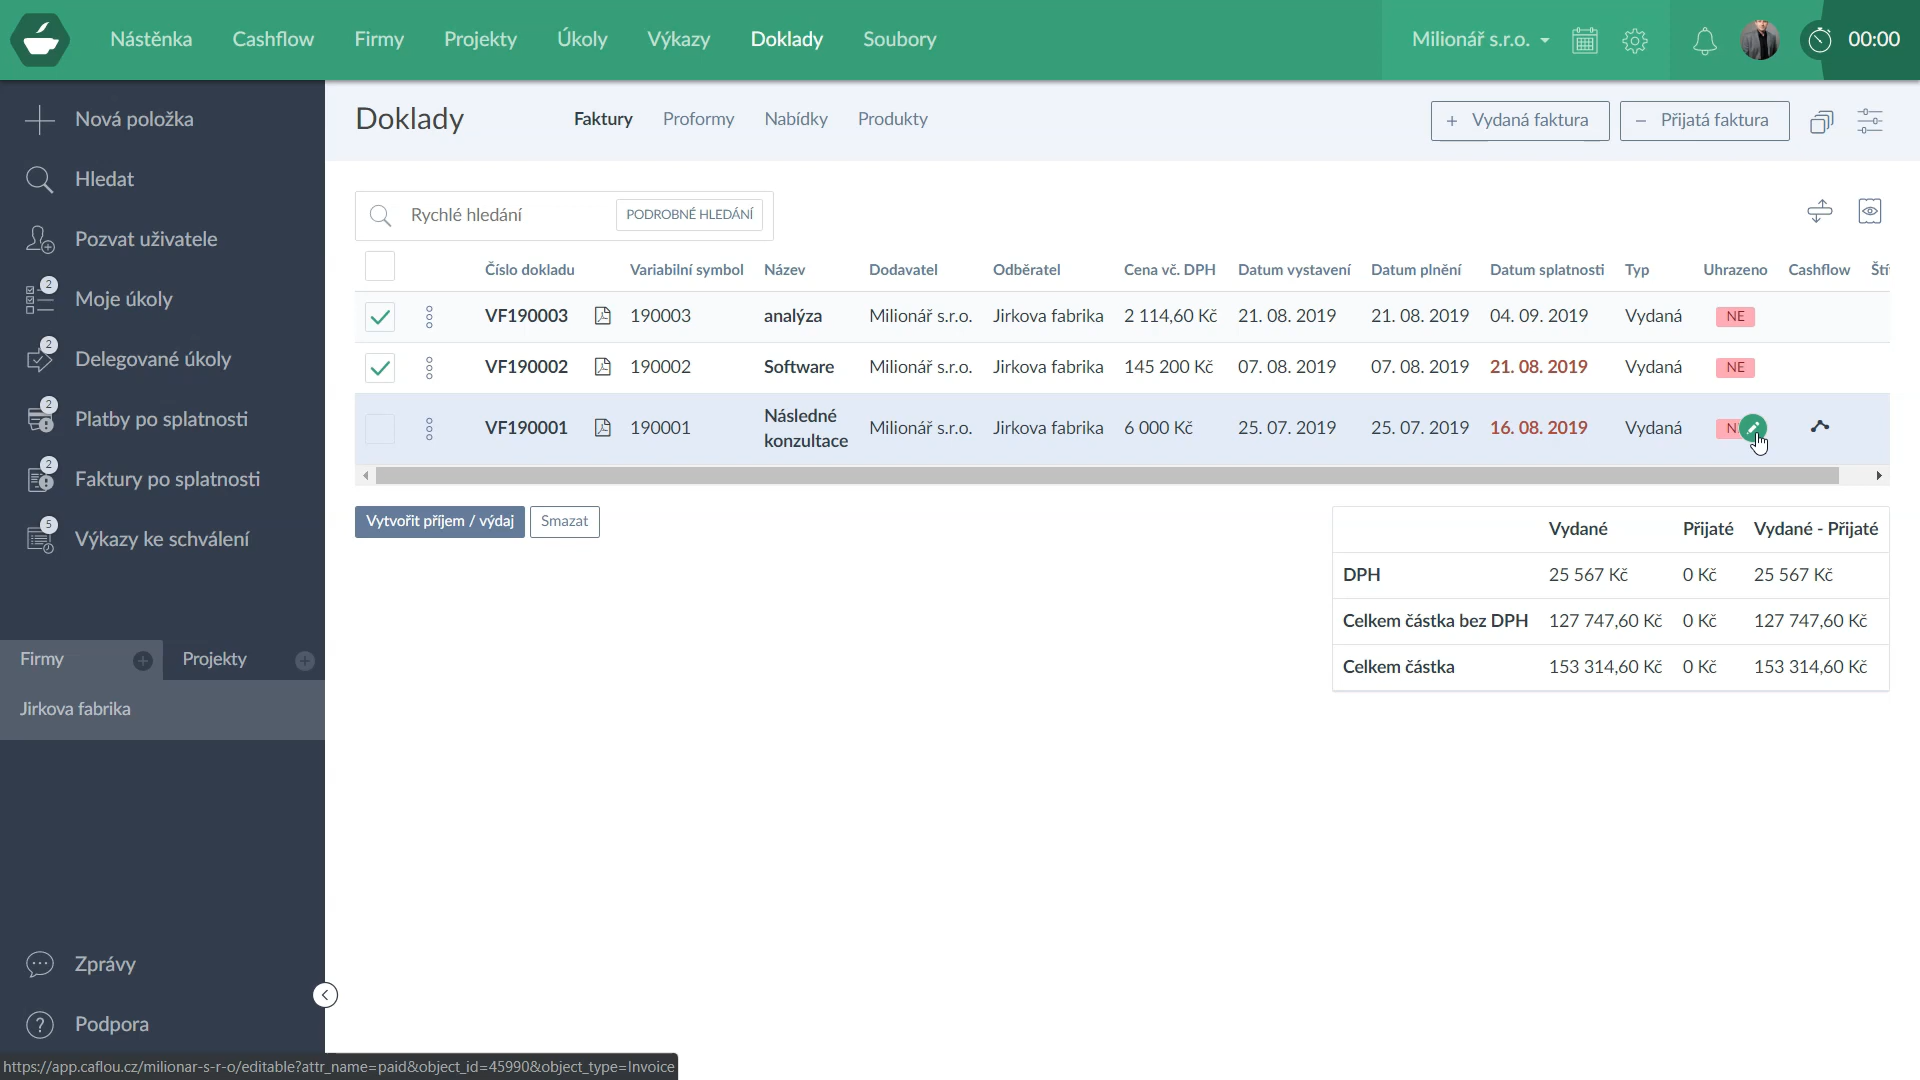 Nástěnka Cashflow Firmy Projekty Úkoly Výkazy Doklady Soubory Milionář s.r.o. 00:00
Nová položka
Hledat
Pozvat uživatele
2
Moje úkoly
2
Delegované úkoly
2
Platby po splatnosti
2
Faktury po splatnosti
5
Výkazy ke schválení
Firmy Projekty
Jirkova fabrika
Zprávy
Podpora
Doklady Faktury Proformy Nabídky Produkty + Vydaná faktura − Přijatá faktura
Rychlé hledání PODROBNÉ HLEDÁNÍ
Číslo dokladu Variabilní symbol Název Dodavatel Odběratel Cena vč. DPH Datum vystavení Datum plnění Datum splatnosti Typ Uhrazeno Cashflow Ští
VF190003 190003 analýza Milionář s.r.o. Jirkova fabrika 2 114,60 Kč 21. 08. 2019 21. 08. 2019 04. 09. 2019 Vydaná NE
VF190002 190002 Software Milionář s.r.o. Jirkova fabrika 145 200 Kč 07. 08. 2019 07. 08. 2019 21. 08. 2019 Vydaná NE
VF190001 190001 Následné konzultace Milionář s.r.o. Jirkova fabrika 6 000 Kč 25. 07. 2019 25. 07. 2019 16. 08. 2019 Vydaná N
Vytvořit příjem / výdaj Smazat
Vydané Přijaté Vydané - Přijaté
DPH 25 567 Kč 0 Kč 25 567 Kč
Celkem částka bez DPH 127 747,60 Kč 0 Kč 127 747,60 Kč
Celkem částka 153 314,60 Kč 0 Kč 153 314,60 Kč
https://app.caflou.cz/milionar-s-r-o/editable?attr_name=paid&object_id=45990&object_type=Invoice